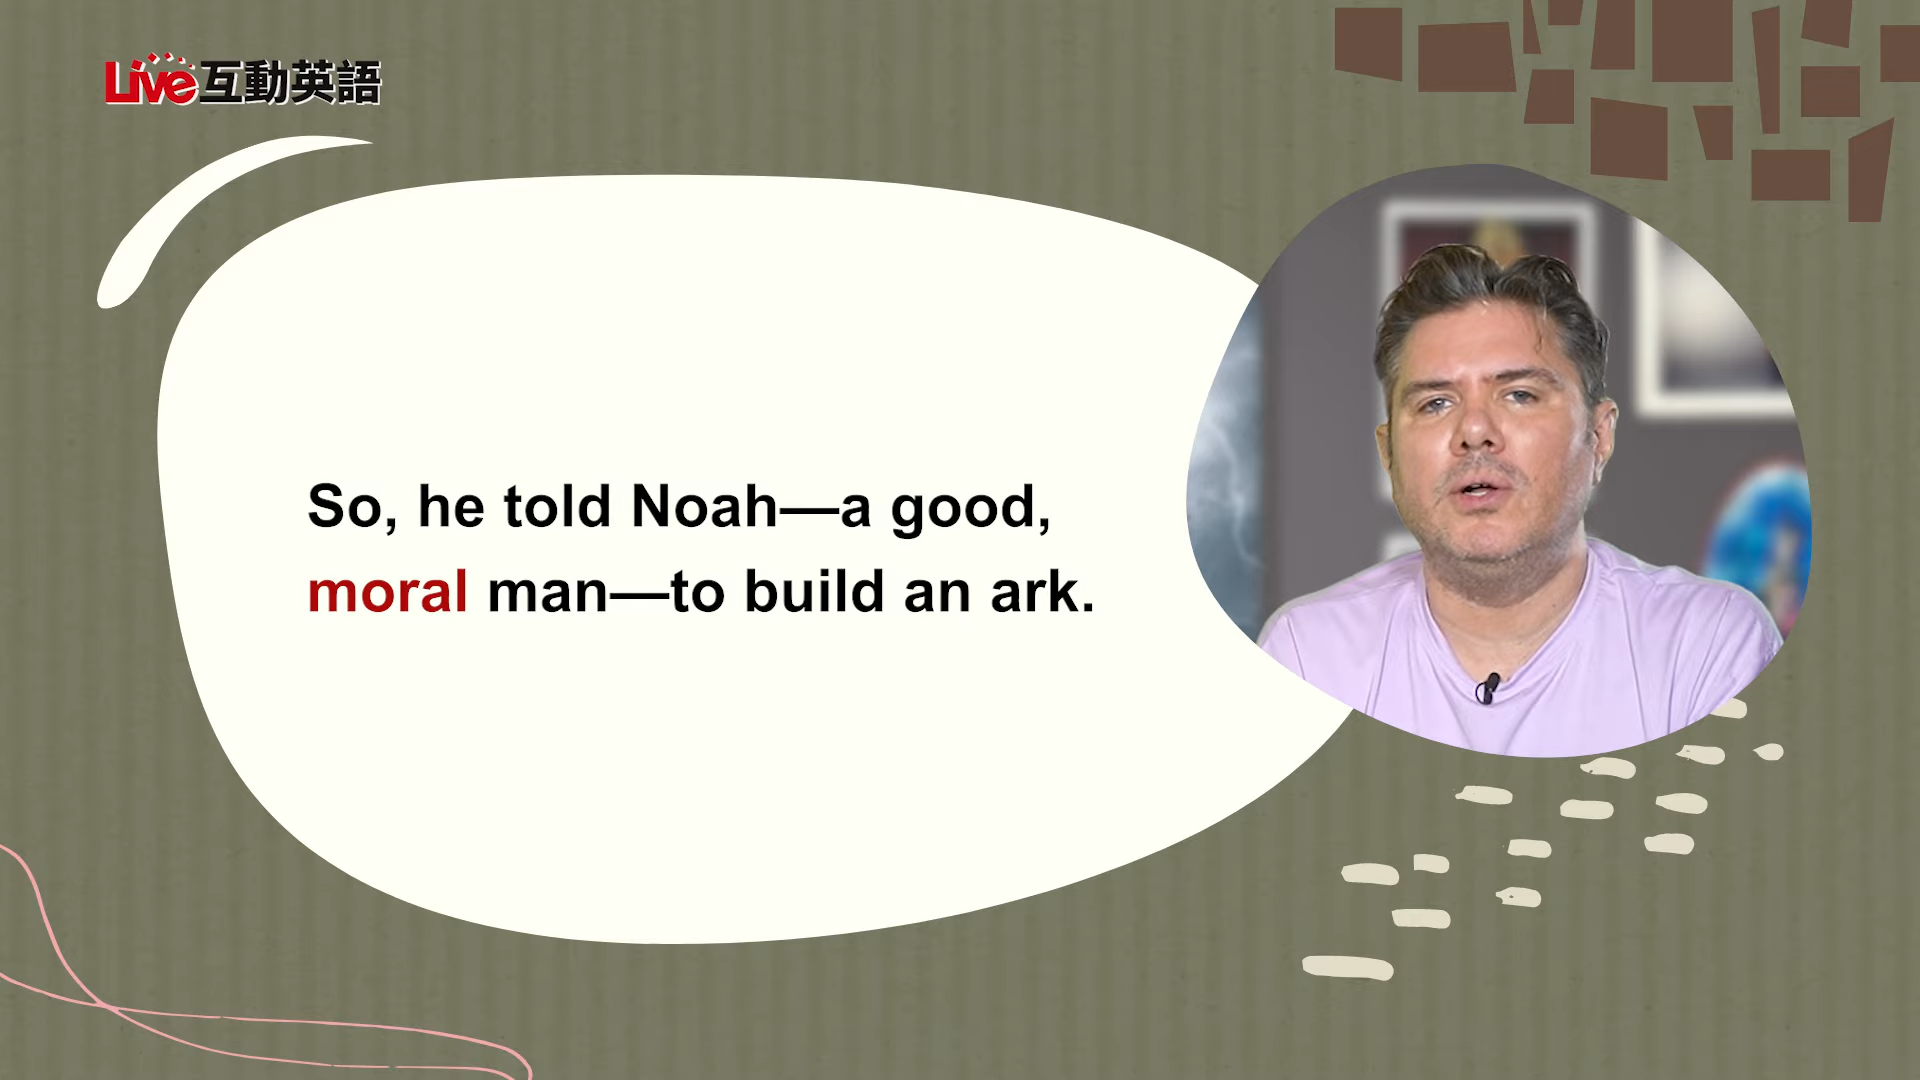 Live互動英語
So, he told Noah—a good,
moral man—to build an ark.